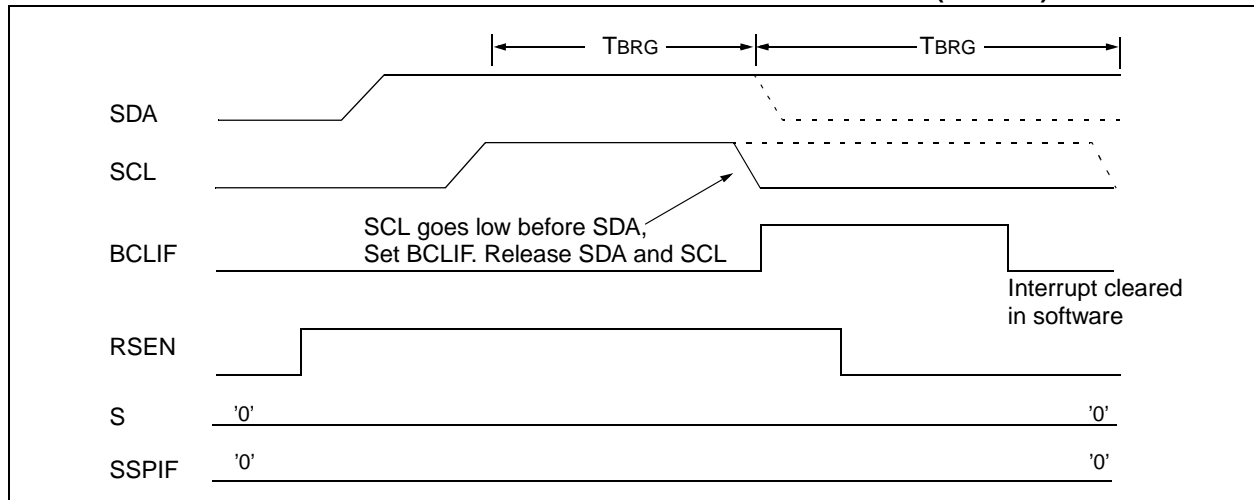 TBRG TBRG
SDA
SCL
SCL goes low before SDA,
Set BCLIF. Release SDA and SCL
BCLIF
Interrupt cleared
in software
RSEN
S '0' '0'
SSPIF '0' '0'